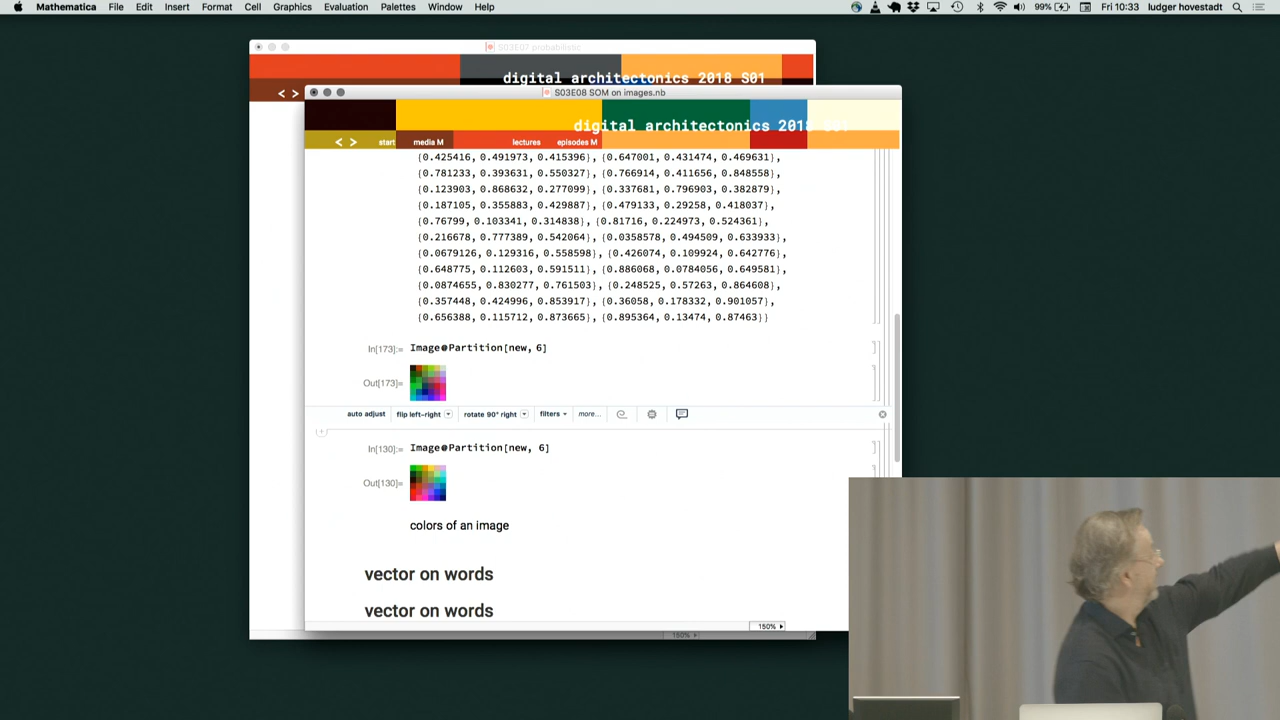 Mathematica File Edit Insert Format Cell Graphics Evaluation Palettes Window Help 99% Fri 10:33 ludger hovestadt
S03E07 probabilistic
digital architectonics 2018 S01
< >
S03E08 SOM on images.nb
digital architectonics 2018 S01
< > start media M lectures episodes M
{0.425416, 0.491973, 0.415396}, {0.647001, 0.431474, 0.469631},
{0.781233, 0.393631, 0.550327}, {0.766914, 0.411656, 0.848558},
{0.123903, 0.868632, 0.277099}, {0.337681, 0.796903, 0.382879},
{0.187105, 0.355883, 0.429887}, {0.479133, 0.29258, 0.418037},
{0.76799, 0.103341, 0.314838}, {0.81716, 0.224973, 0.524361},
{0.216678, 0.777389, 0.542064}, {0.0358578, 0.494509, 0.633933},
{0.0679126, 0.129316, 0.558598}, {0.426074, 0.109924, 0.642776},
{0.648775, 0.112603, 0.591511}, {0.886068, 0.0784056, 0.649581},
{0.0874655, 0.830277, 0.761503}, {0.248525, 0.57263, 0.864608},
{0.357448, 0.424996, 0.853917}, {0.36058, 0.178332, 0.901057},
{0.656388, 0.115712, 0.873665}, {0.895364, 0.13474, 0.87463}}
In[173]:= Image@Partition[new, 6]
Out[173]=
auto adjust flip left-right rotate 90° right filters more...
In[130]:= Image@Partition[new, 6]
Out[130]=
colors of an image
vector on words
vector on words
150%
150%